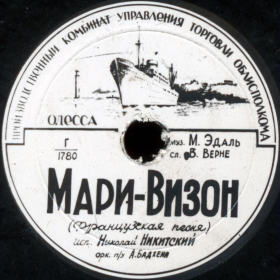 ПРОИЗВОДСТВЕННЫЙ КОМБИНАТ УПРАВЛЕНИЯ ТОРГОВЛИ ОБЛИСПОЛКОМА
ОДЕССА
Г
1780
муз. М. ЭДАЛЬ
сл. В. ВЕРНЕ
МАРИ-ВИЗОН
(Французская песня)
исп. Николай НИКИТСКИЙ
орк. п/у А. БАДХЕНА